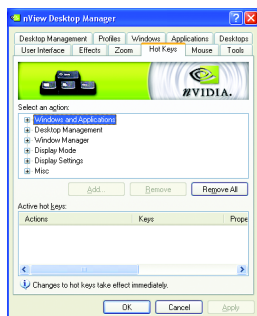 nView Desktop Manager
Desktop Management Profiles Windows Applications Desktops
User Interface Effects Zoom Hot Keys Mouse Tools
NVIDIA.
Select an action:
Windows and Applications
Desktop Management
Window Manager
Display Mode
Display Settings
Misc
Add... Remove Remove All
Active hot keys:
Actions Keys Prope
Changes to hot keys take effect immediately.
OK Cancel Apply